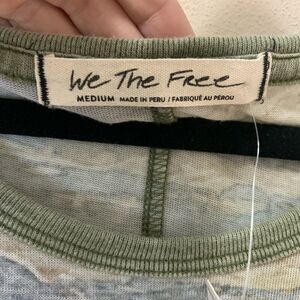 We The Free
MEDIUM MADE IN PERU / FABRIQUÉ AU PÉROU